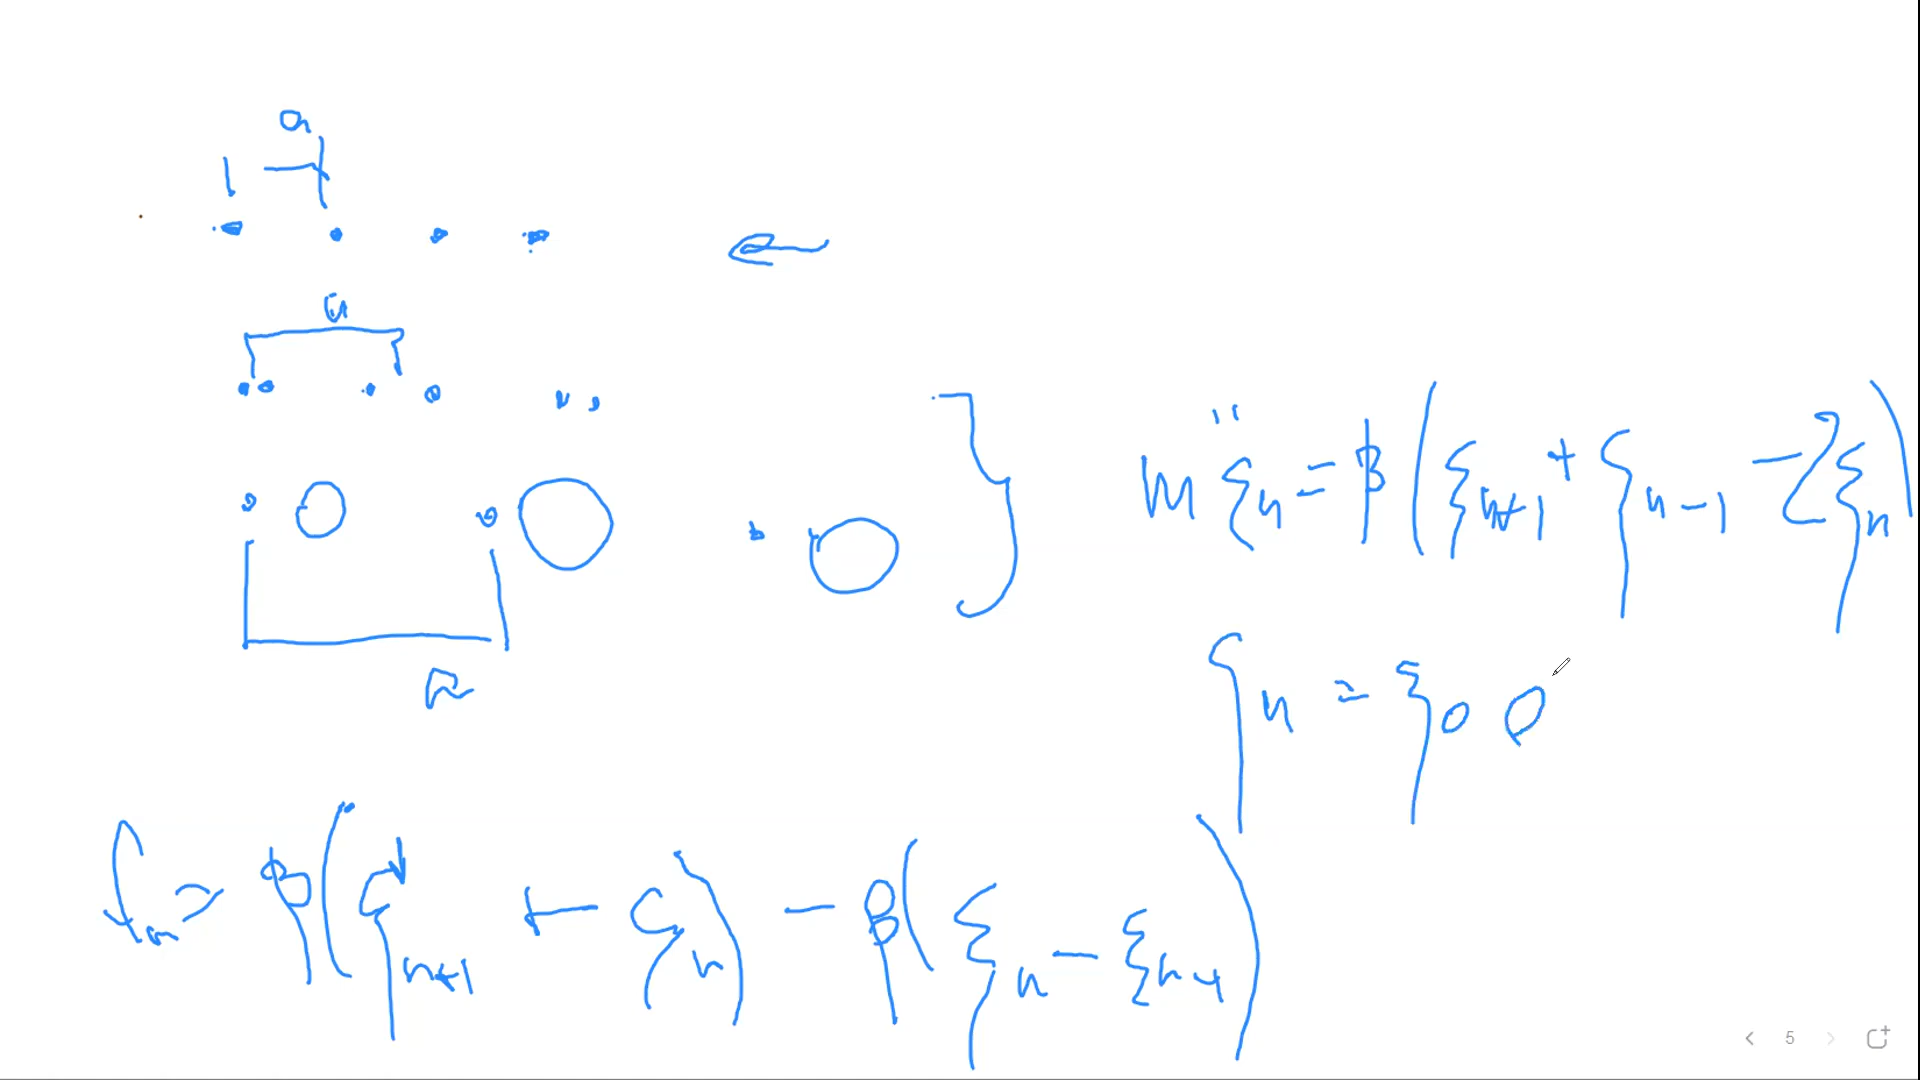 a
a
m ξ̈ₙ = β (ξₙ₊₁ + ξₙ₋₁ − 2ξₙ)
a
ξₙ = ξ₀
fₙ = β (ξₙ₊₁ − ξₙ) − β (ξₙ − ξₙ₋₁)
5